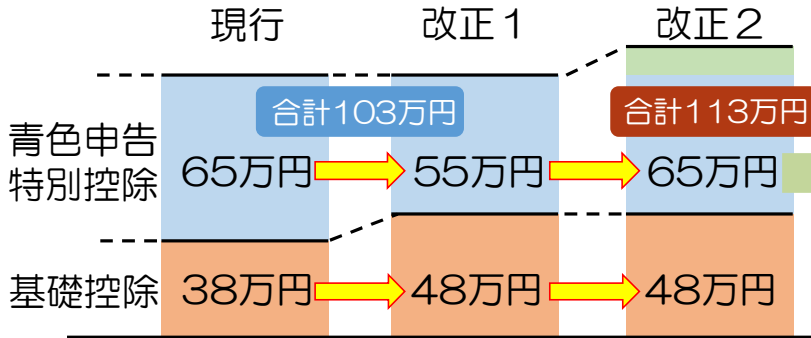 現行 改正1 改正2
合計103万円 合計113万円
青色申告
特別控除 65万円 55万円 65万円
基礎控除 38万円 48万円 48万円